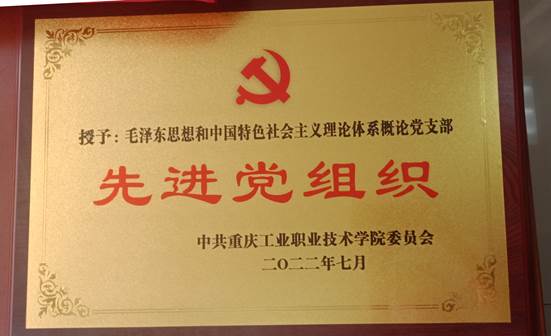 授予：毛泽东思想和中国特色社会主义理论体系概论党支部
先进党组织
中共重庆工业职业技术学院委员会
二〇二二年七月